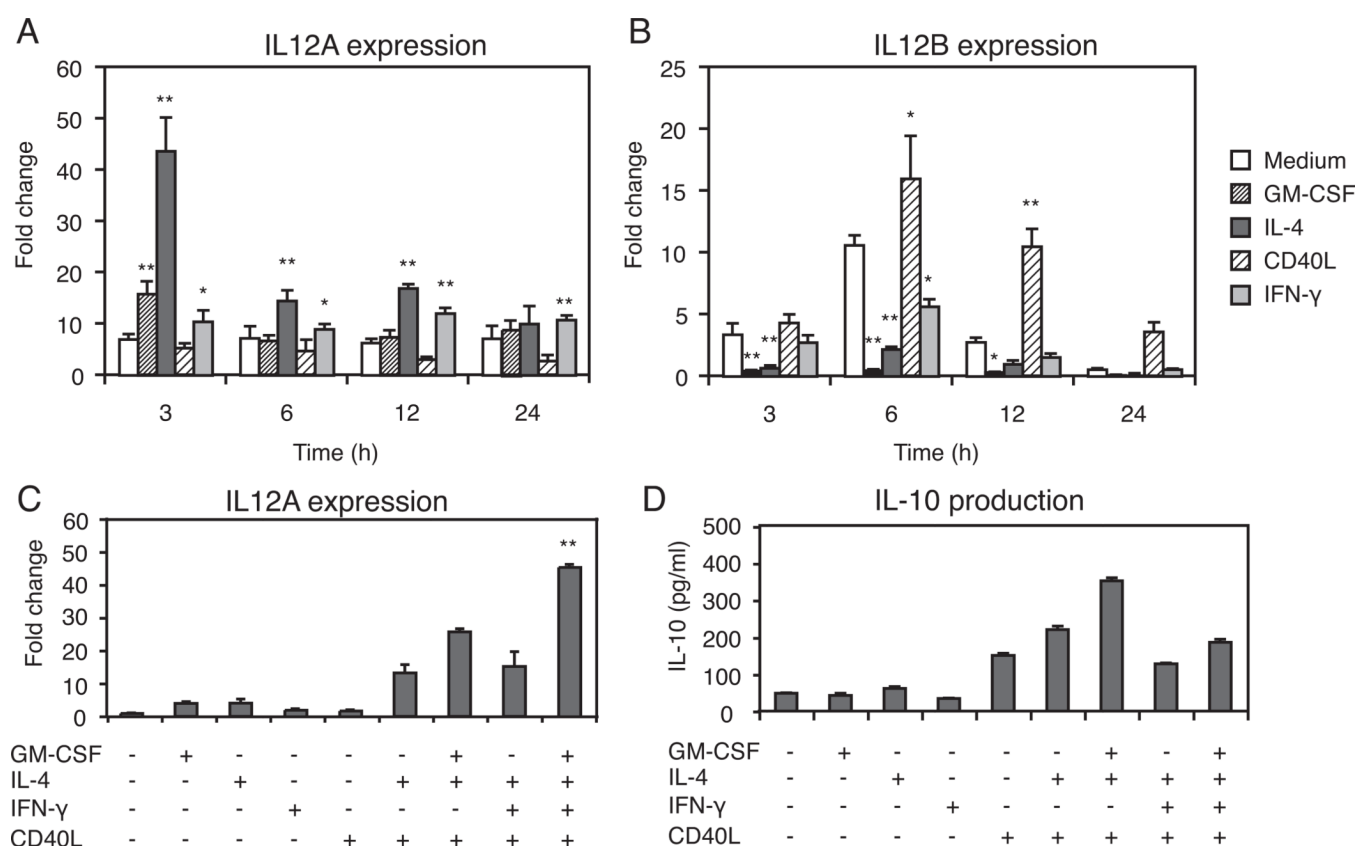 A
IL12A expression
60
50
40
30
20
10
0
Fold change
**
**
*
**
*
**
**
**
3
6
12
24
Time (h)
B
IL12B expression
25
20
15
10
5
0
Fold change
**
**
**
**
*
*
*
**
3
6
12
24
Time (h)
Medium
GM-CSF
IL-4
CD40L
IFN-γ
C
IL12A expression
60
50
40
30
20
10
0
Fold change
**
GM-CSF - + - - - - + - +
IL-4 - - + - - + + + +
IFN-γ - - - + - - - + +
CD40L - - - - + + + + +
D
IL-10 production
500
400
300
200
100
0
IL-10 (pg/ml)
GM-CSF - + - - - - + - +
IL-4 - - + - - + + + +
IFN-γ - - - + - - - + +
CD40L - - - - + + + + +